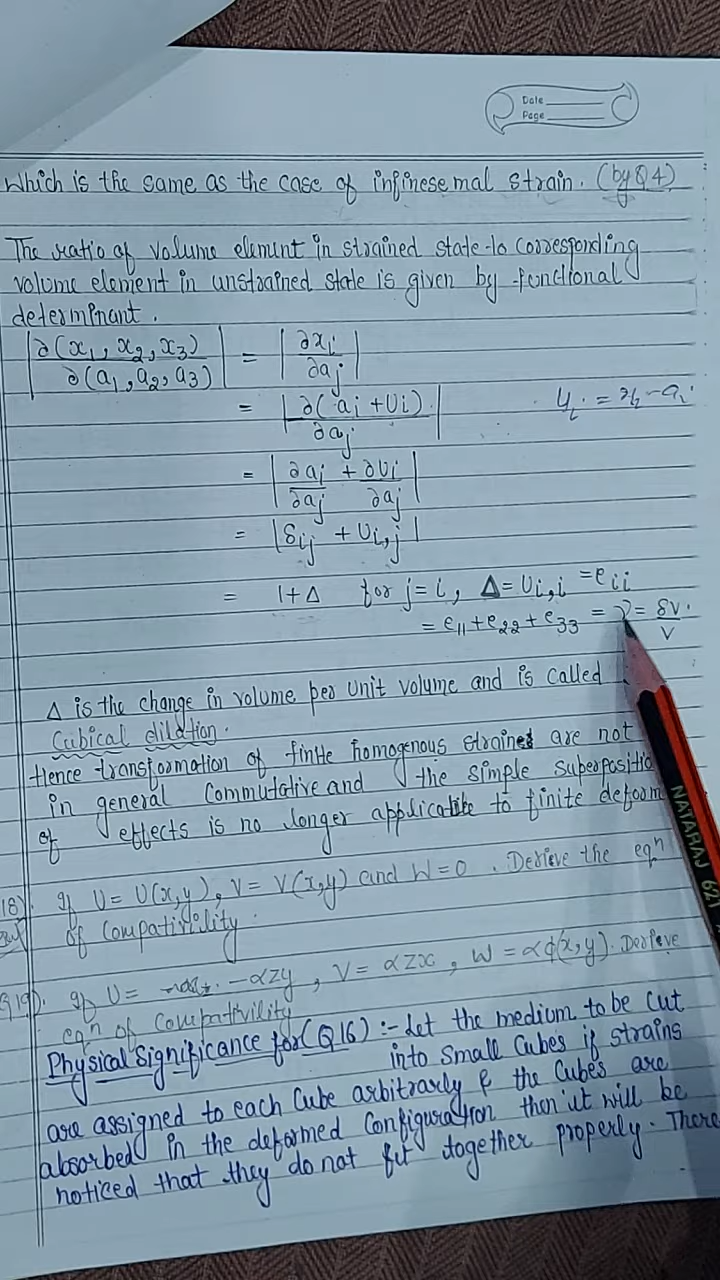 Date
Page
Which is the same as the case of infinesemal strain. (by Q4)
The ratio of volume element in strained state to corresponding
volume element in unstrained state is given by functional
determinant.
|∂(x₁, x₂, x₃)/∂(a₁, a₂, a₃)| = |∂xᵢ/∂aⱼ|
= |∂(aᵢ + Uᵢ)/∂aⱼ| uᵢ = xᵢ - aᵢ
= |∂aᵢ/∂aⱼ + ∂Uᵢ/∂aⱼ|
= |δᵢⱼ + Uᵢ,ⱼ|
= 1+Δ for j=i, Δ = Uᵢ,ᵢ = eᵢᵢ
= e₁₁ + e₂₂ + e₃₃ = ν = δV/V
Δ is the change in volume per unit volume and is called
Cubical dilation.
Hence transformation of finite homogenous strained are not
in general commutative and the simple superpositio
of effects is no longer applicable to finite deform
18) If U = U(x,y), V = V(x,y) and W=0. Derieve the eqn
of compativility.
Q19). If U = -αzy, V = αzx, W = αϕ(x,y). Derieve
eqn of compativility
Physical Significance for (Q16) :- Let the medium to be cut
into small cubes if strains
are assigned to each cube arbitrarly & the cubes are
absorbed in the deformed configuration then it will be
noticed that they do not fit together properly. There
NATARAJ 621